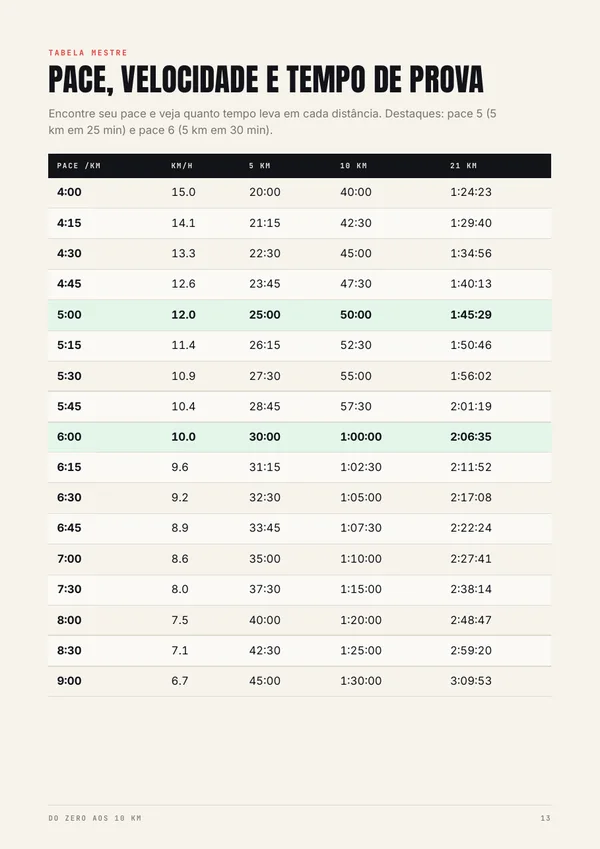 TABELA MESTRE
PACE, VELOCIDADE E TEMPO DE PROVA
Encontre seu pace e veja quanto tempo leva em cada distância. Destaques: pace 5 (5
km em 25 min) e pace 6 (5 km em 30 min).
PACE /KM KM/H 5 KM 10 KM 21 KM
4:00 15.0 20:00 40:00 1:24:23
4:15 14.1 21:15 42:30 1:29:40
4:30 13.3 22:30 45:00 1:34:56
4:45 12.6 23:45 47:30 1:40:13
5:00 12.0 25:00 50:00 1:45:29
5:15 11.4 26:15 52:30 1:50:46
5:30 10.9 27:30 55:00 1:56:02
5:45 10.4 28:45 57:30 2:01:19
6:00 10.0 30:00 1:00:00 2:06:35
6:15 9.6 31:15 1:02:30 2:11:52
6:30 9.2 32:30 1:05:00 2:17:08
6:45 8.9 33:45 1:07:30 2:22:24
7:00 8.6 35:00 1:10:00 2:27:41
7:30 8.0 37:30 1:15:00 2:38:14
8:00 7.5 40:00 1:20:00 2:48:47
8:30 7.1 42:30 1:25:00 2:59:20
9:00 6.7 45:00 1:30:00 3:09:53
DO ZERO AOS 10 KM 13